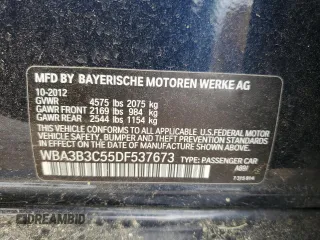 MFD BY BAYERISCHE MOTOREN WERKE AG
10-2012
GVWR 4575 lbs 2075 kg
GAWR FRONT 2169 lbs 984 kg
GAWR REAR 2544 lbs 1154 kg
THIS VEHICLE CONFORMS TO ALL APPLICABLE FEDERAL MOTOR
VEHICLE SAFETY, BUMPER, AND THEFT PREVENTION STANDARDS
IN EFFECT ON THE DATE OF MANUFACTURE SHOWN ABOVE.
WBA3B3C55DF537673 TYPE: PASSENGER CAR
DREAMBID